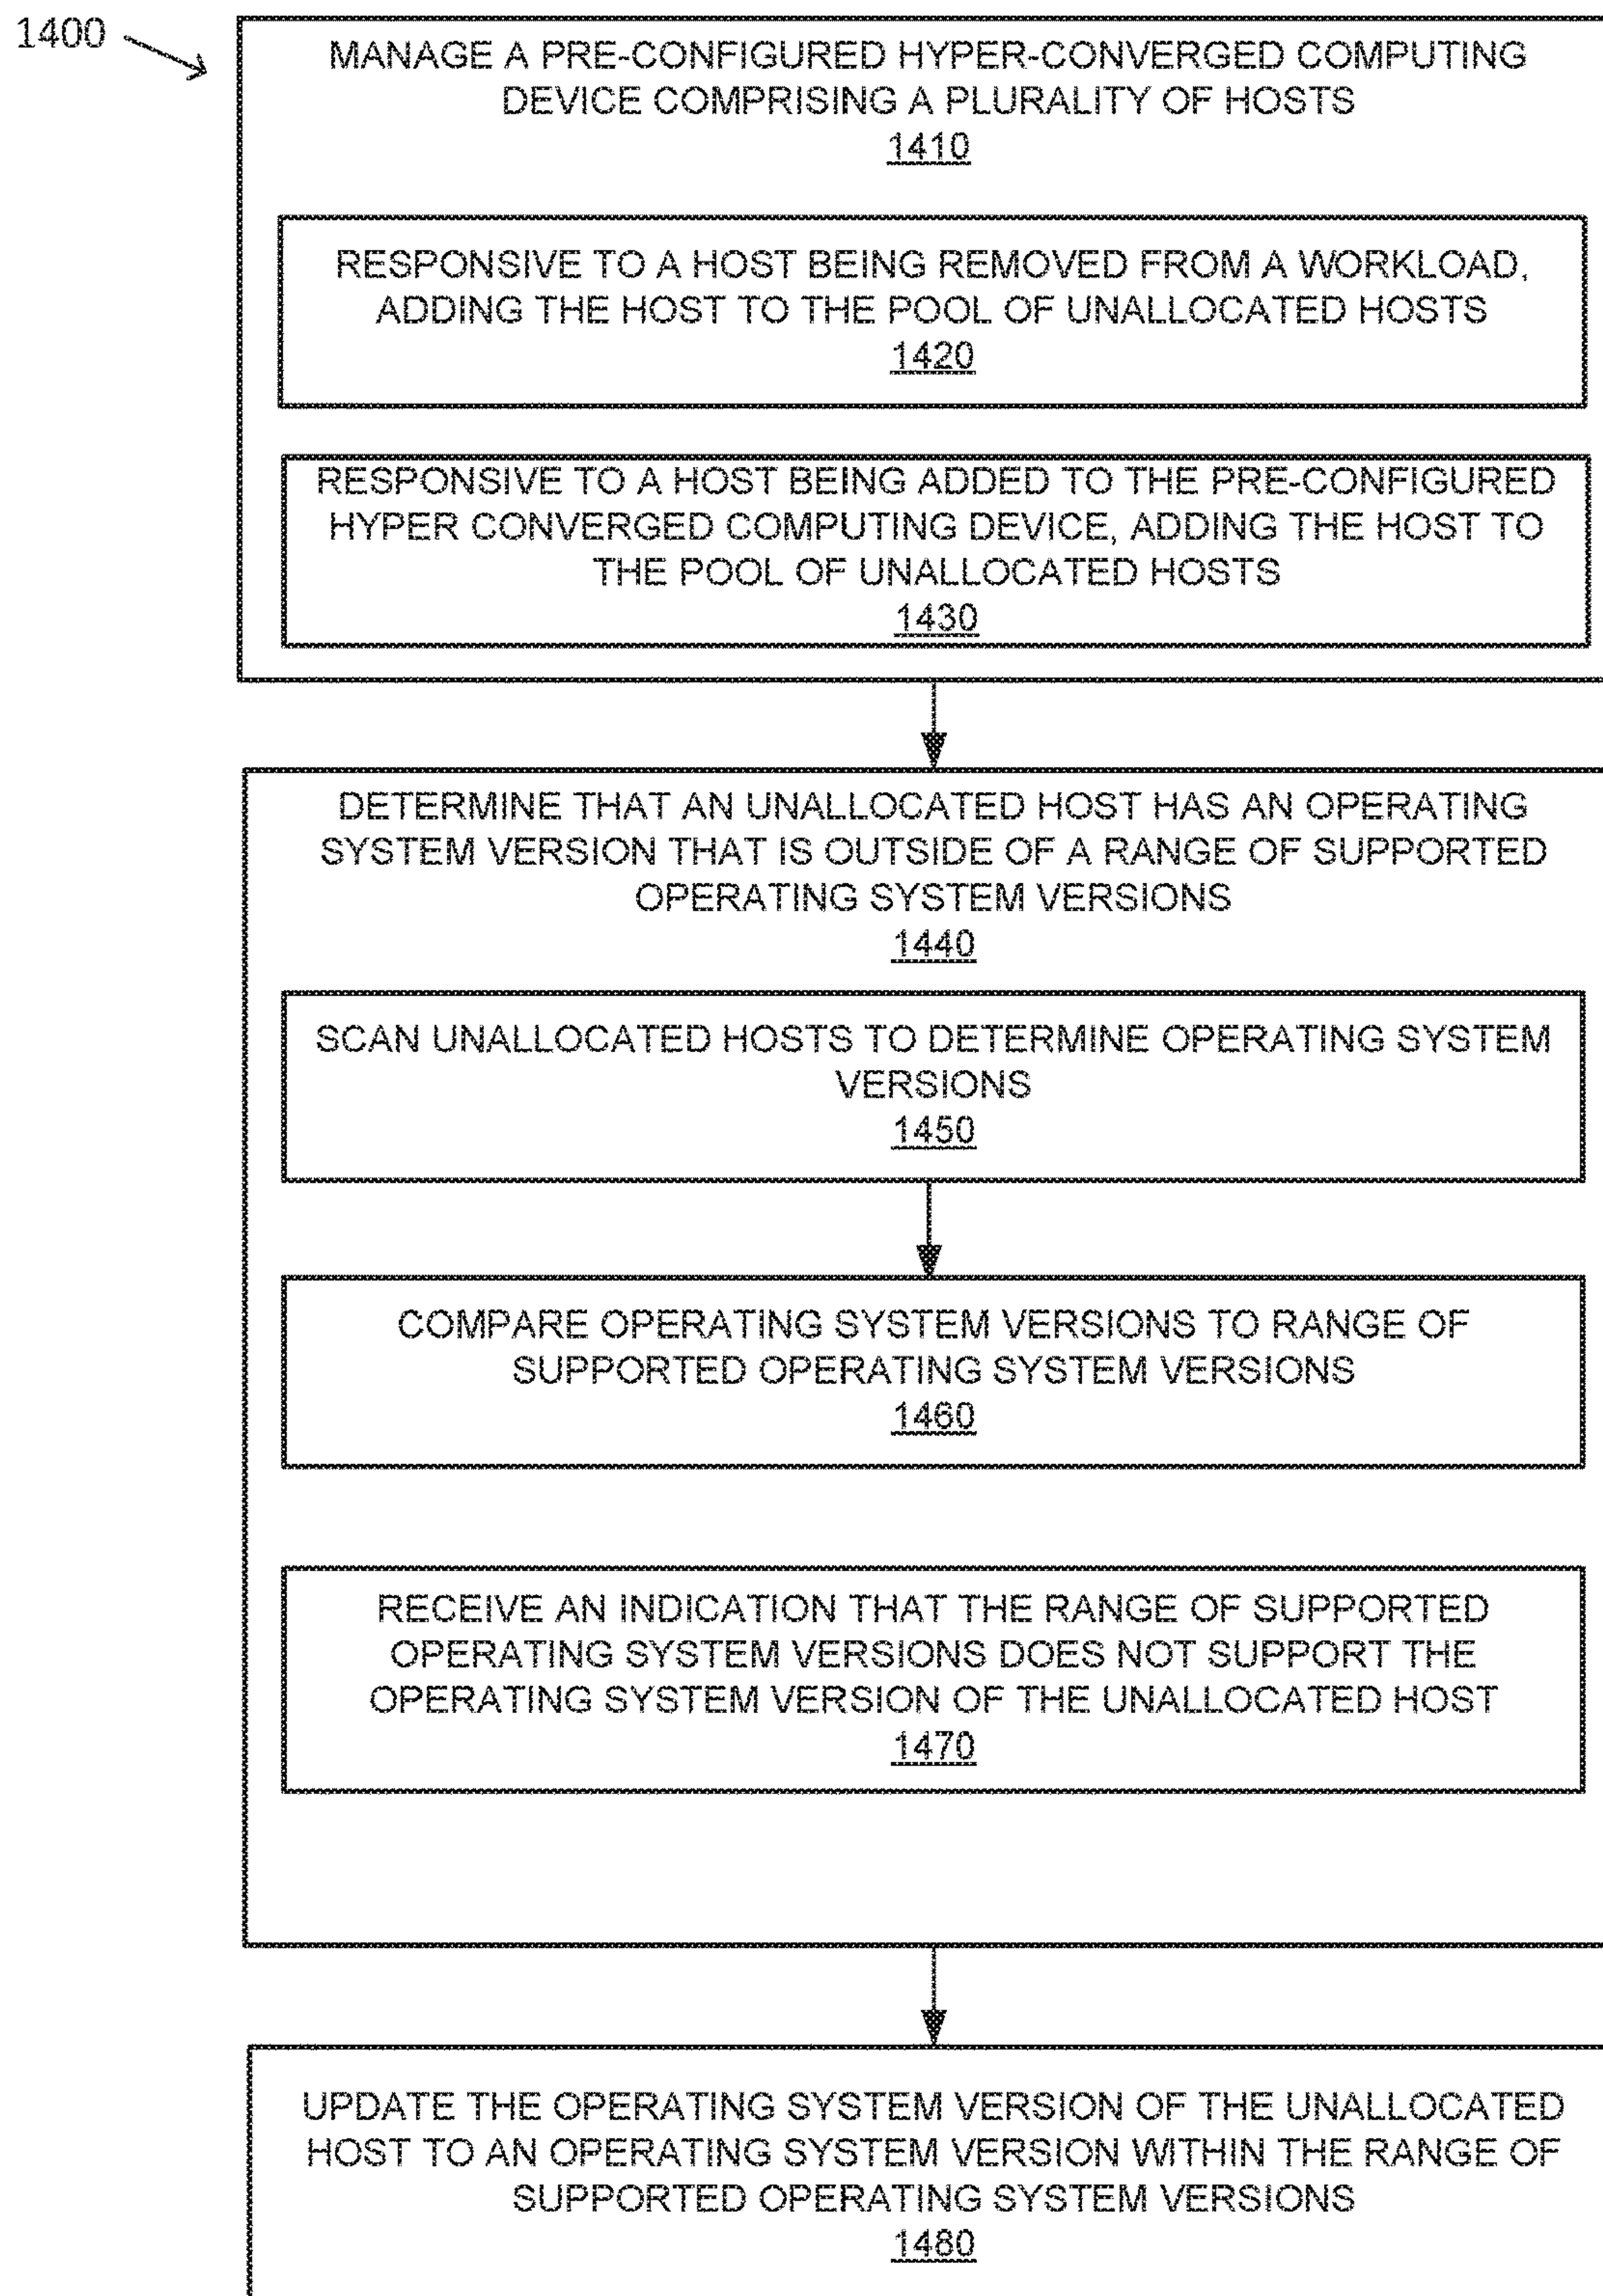 1400
MANAGE A PRE-CONFIGURED HYPER-CONVERGED COMPUTING
DEVICE COMPRISING A PLURALITY OF HOSTS
1410
RESPONSIVE TO A HOST BEING REMOVED FROM A WORKLOAD,
ADDING THE HOST TO THE POOL OF UNALLOCATED HOSTS
1420
RESPONSIVE TO A HOST BEING ADDED TO THE PRE-CONFIGURED
HYPER CONVERGED COMPUTING DEVICE, ADDING THE HOST TO
THE POOL OF UNALLOCATED HOSTS
1430
DETERMINE THAT AN UNALLOCATED HOST HAS AN OPERATING
SYSTEM VERSION THAT IS OUTSIDE OF A RANGE OF SUPPORTED
OPERATING SYSTEM VERSIONS
1440
SCAN UNALLOCATED HOSTS TO DETERMINE OPERATING SYSTEM
VERSIONS
1450
COMPARE OPERATING SYSTEM VERSIONS TO RANGE OF
SUPPORTED OPERATING SYSTEM VERSIONS
1460
RECEIVE AN INDICATION THAT THE RANGE OF SUPPORTED
OPERATING SYSTEM VERSIONS DOES NOT SUPPORT THE
OPERATING SYSTEM VERSION OF THE UNALLOCATED HOST
1470
UPDATE THE OPERATING SYSTEM VERSION OF THE UNALLOCATED
HOST TO AN OPERATING SYSTEM VERSION WITHIN THE RANGE OF
SUPPORTED OPERATING SYSTEM VERSIONS
1480